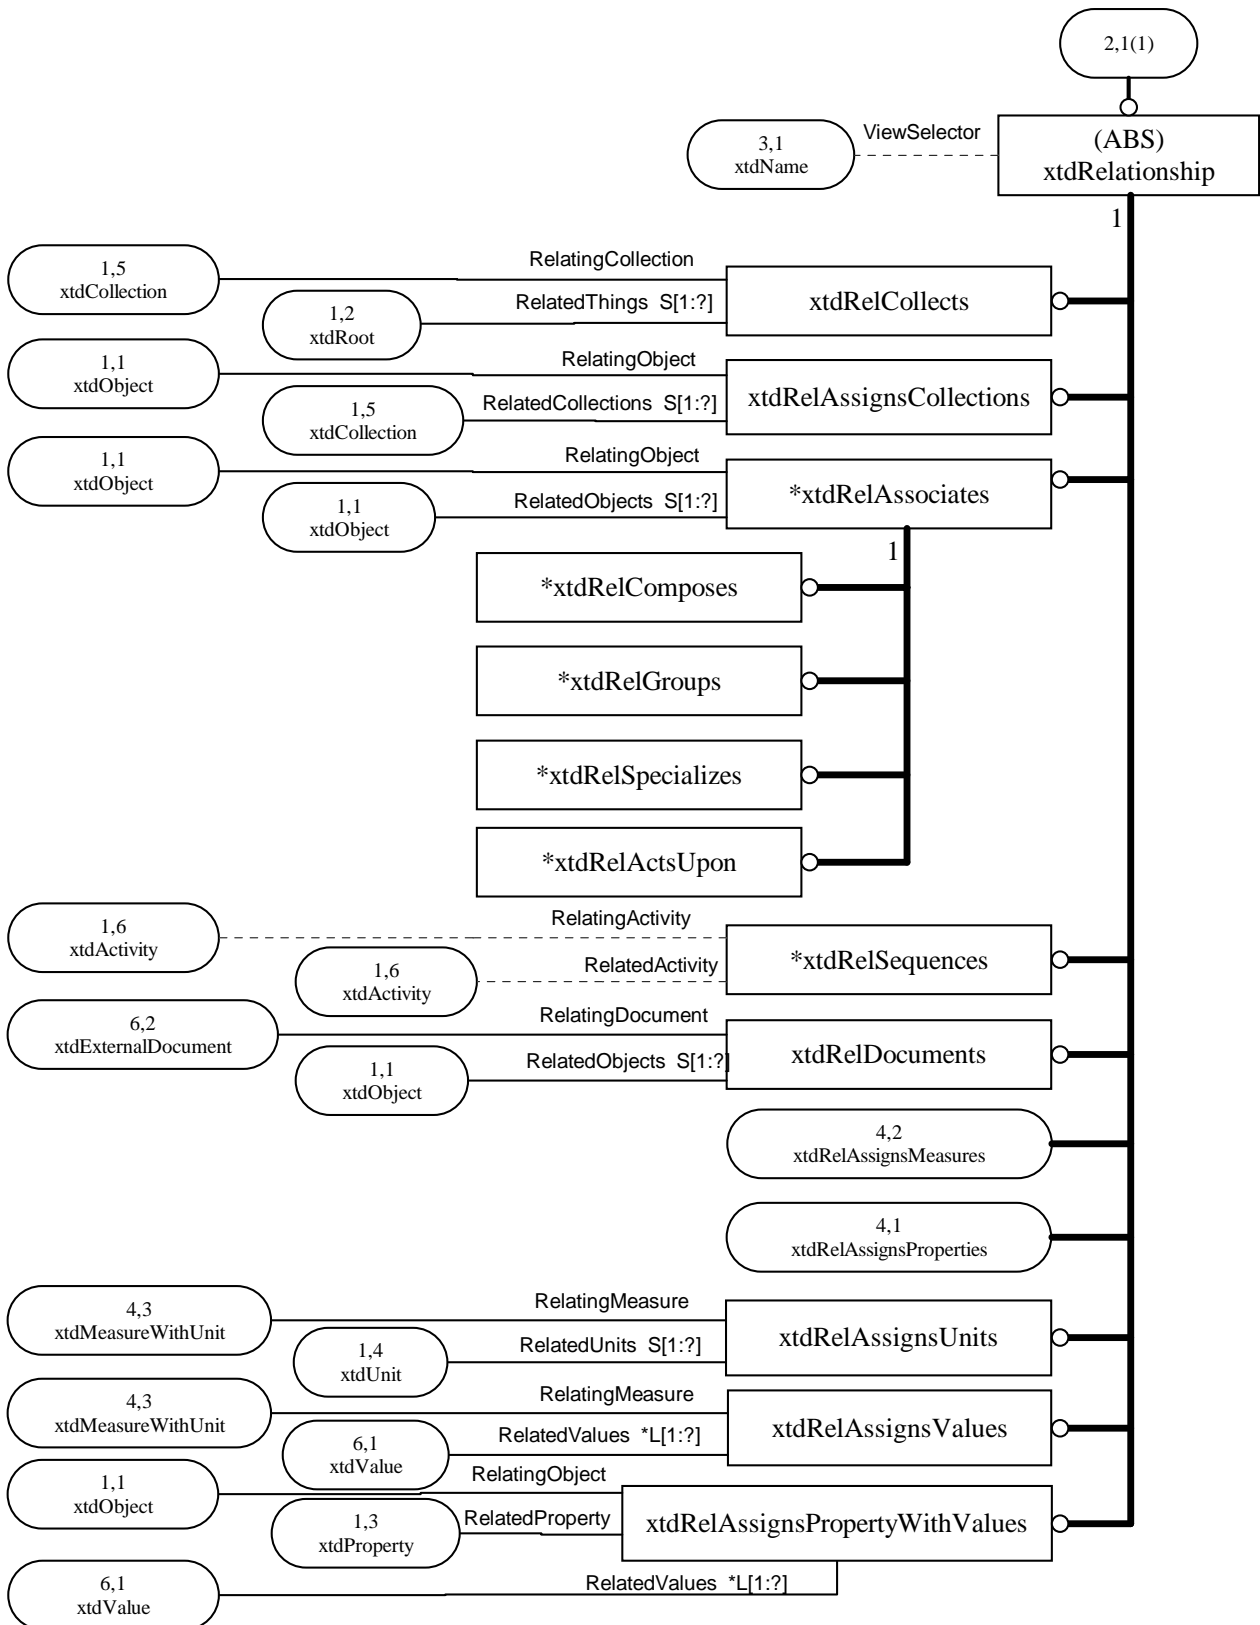 2,1(1)
ViewSelector
3,1
xtdName
(ABS)
xtdRelationship
1
RelatingCollection
1,5
xtdCollection
RelatedThings S[1:?]
xtdRelCollects
1,2
xtdRoot
RelatingObject
1,1
xtdObject
RelatedCollections S[1:?]
xtdRelAssignsCollections
1,5
xtdCollection
RelatingObject
1,1
xtdObject
RelatedObjects S[1:?]
*xtdRelAssociates
1,1
xtdObject
1
*xtdRelComposes
*xtdRelGroups
*xtdRelSpecializes
*xtdRelActsUpon
RelatingActivity
1,6
xtdActivity
RelatedActivity
*xtdRelSequences
1,6
xtdActivity
RelatingDocument
6,2
xtdExternalDocument
RelatedObjects S[1:?]
xtdRelDocuments
1,1
xtdObject
4,2
xtdRelAssignsMeasures
4,1
xtdRelAssignsProperties
RelatingMeasure
4,3
xtdMeasureWithUnit
RelatedUnits S[1:?]
xtdRelAssignsUnits
1,4
xtdUnit
RelatingMeasure
4,3
xtdMeasureWithUnit
RelatedValues *L[1:?]
xtdRelAssignsValues
6,1
xtdValue
RelatingObject
1,1
xtdObject
RelatedProperty
xtdRelAssignsPropertyWithValues
1,3
xtdProperty
RelatedValues *L[1:?]
6,1
xtdValue